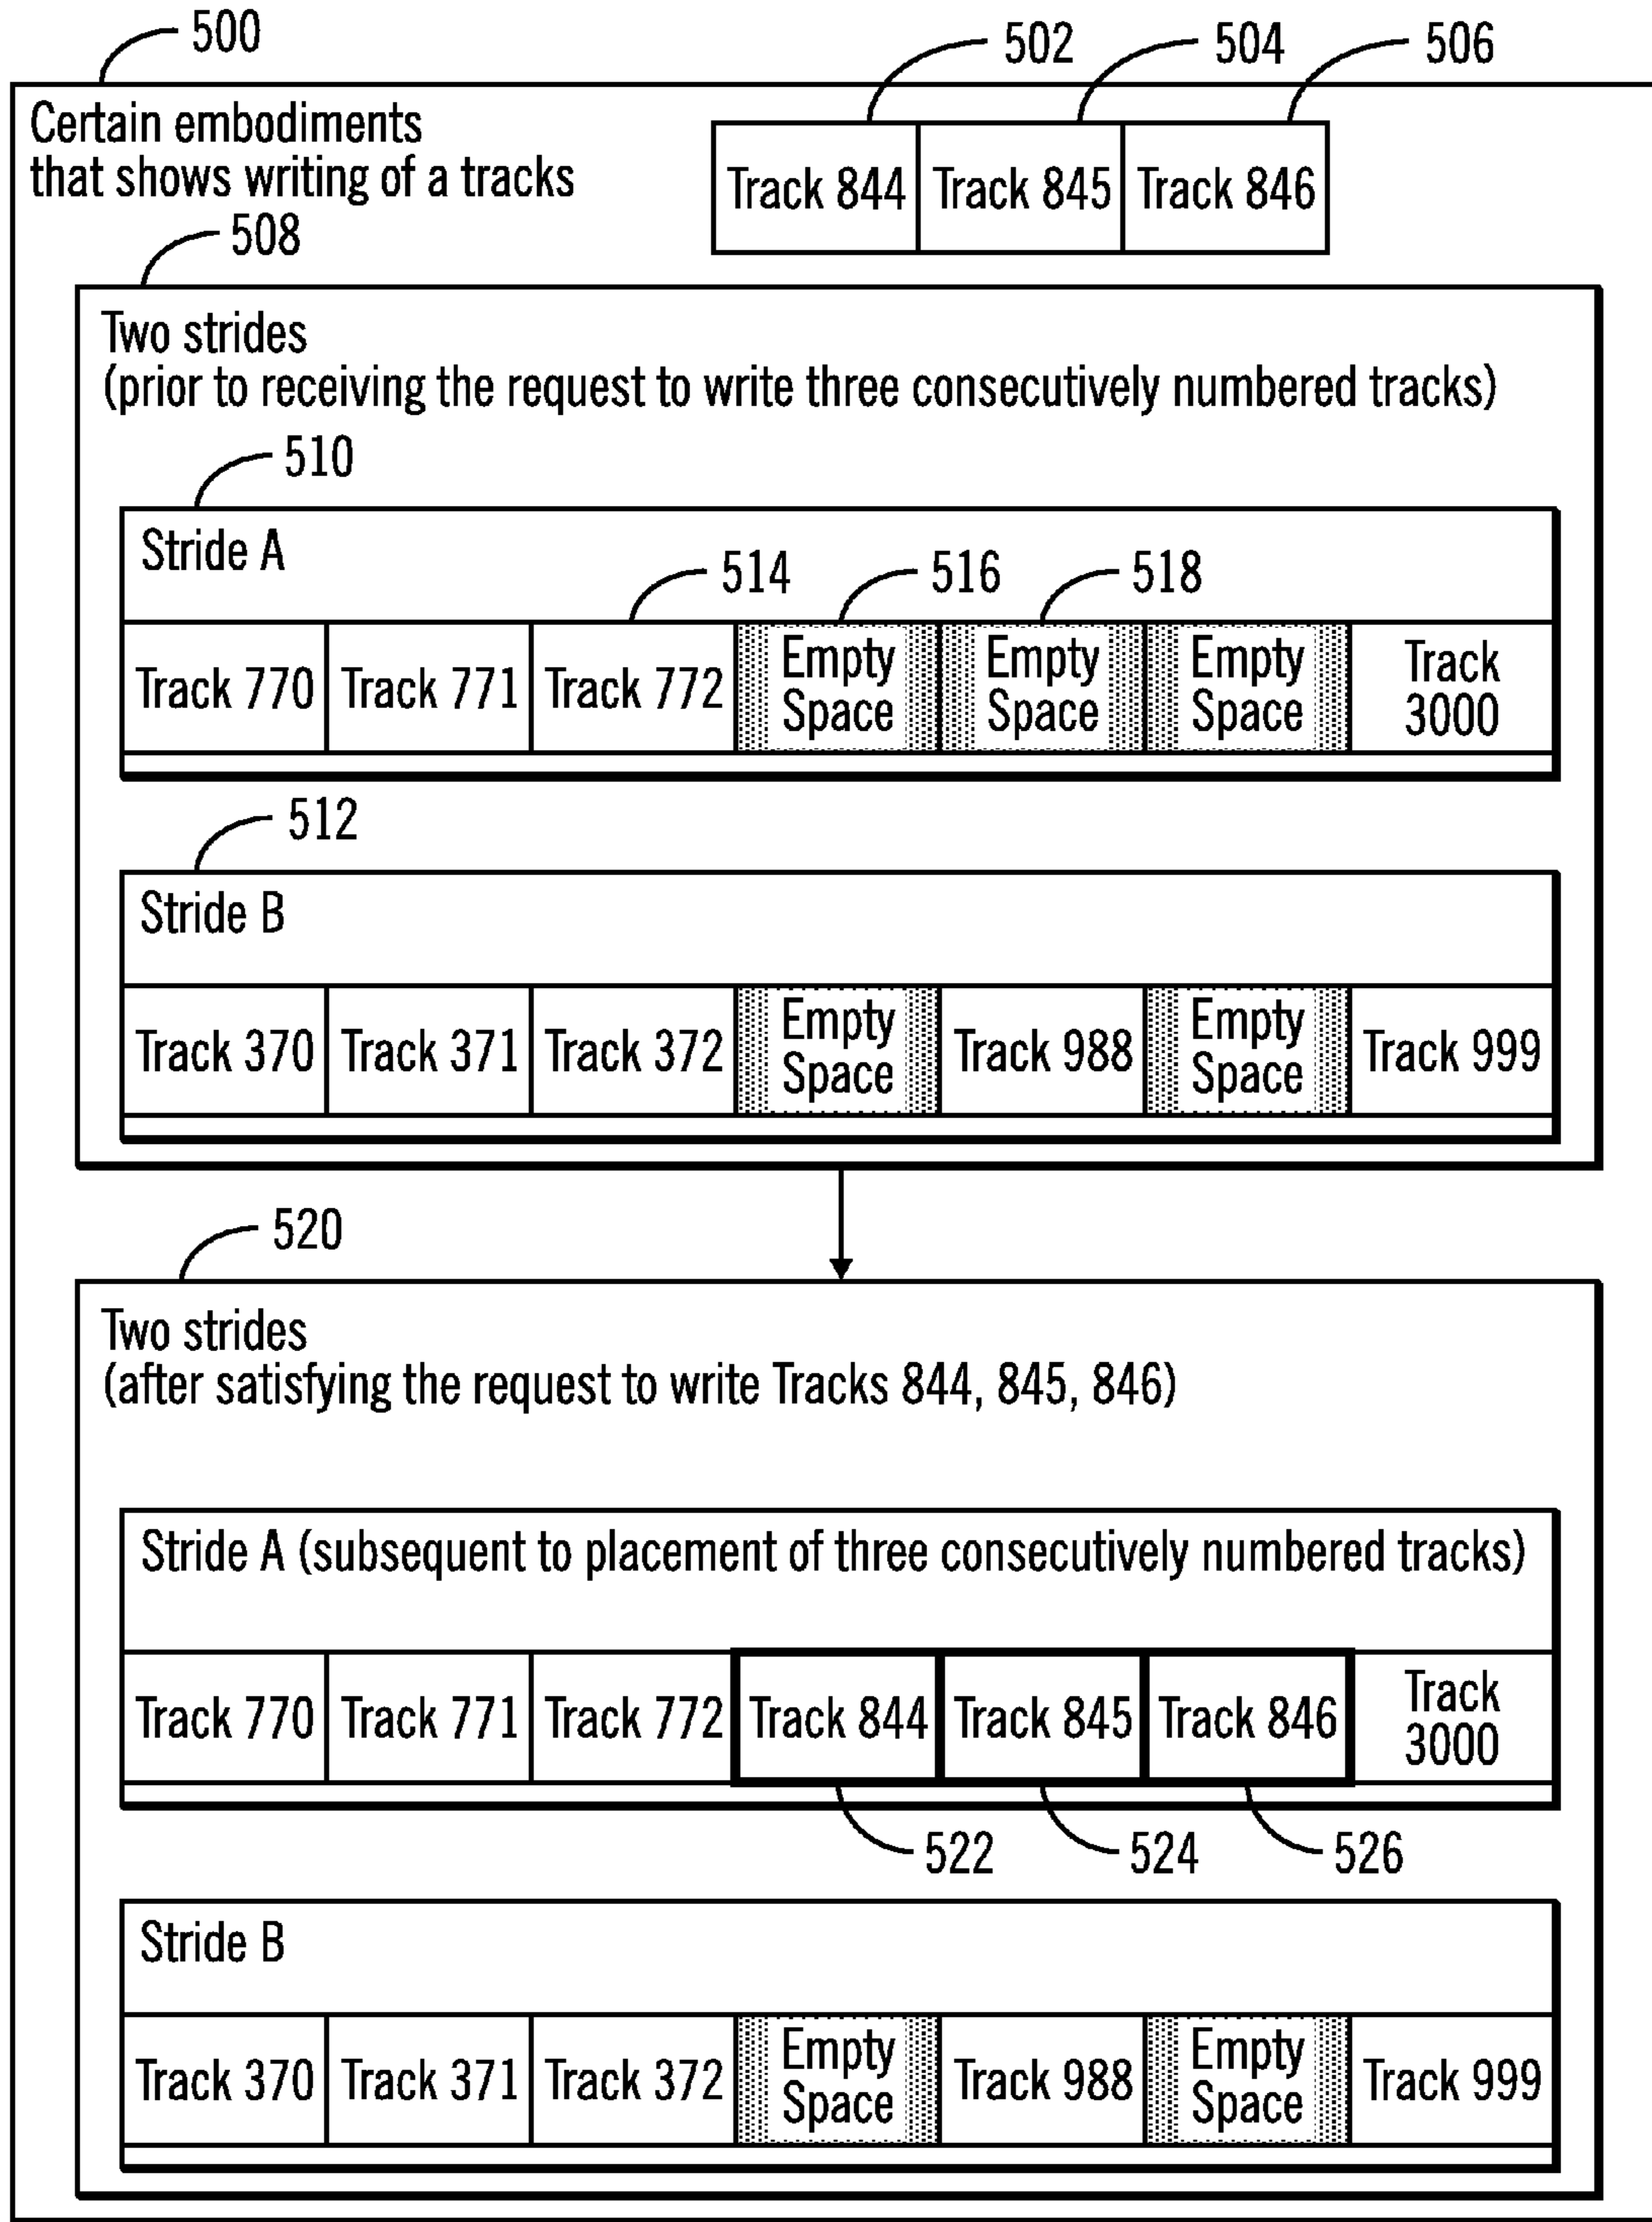 500
502
504
506
Certain embodiments
that shows writing of a tracks
Track 844 Track 845 Track 846
508
Two strides
(prior to receiving the request to write three consecutively numbered tracks)
510
Stride A
514
516
518
Track 770 Track 771 Track 772 Empty Space Empty Space Empty Space Track 3000
512
Stride B
Track 370 Track 371 Track 372 Empty Space Track 988 Empty Space Track 999
520
Two strides
(after satisfying the request to write Tracks 844, 845, 846)
Stride A (subsequent to placement of three consecutively numbered tracks)
Track 770 Track 771 Track 772 Track 844 Track 845 Track 846 Track 3000
522
524
526
Stride B
Track 370 Track 371 Track 372 Empty Space Track 988 Empty Space Track 999